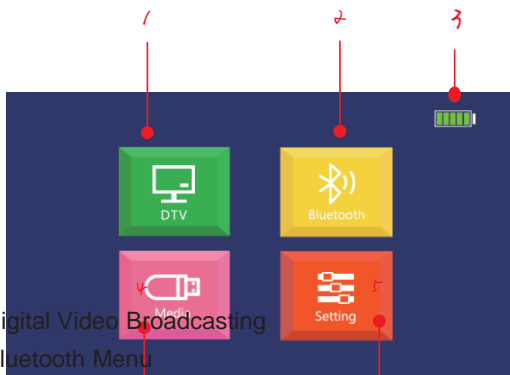 1 2 3
DTV Bluetooth
4 5
Media Setting
igital Video Broadcasting
luetooth Menu